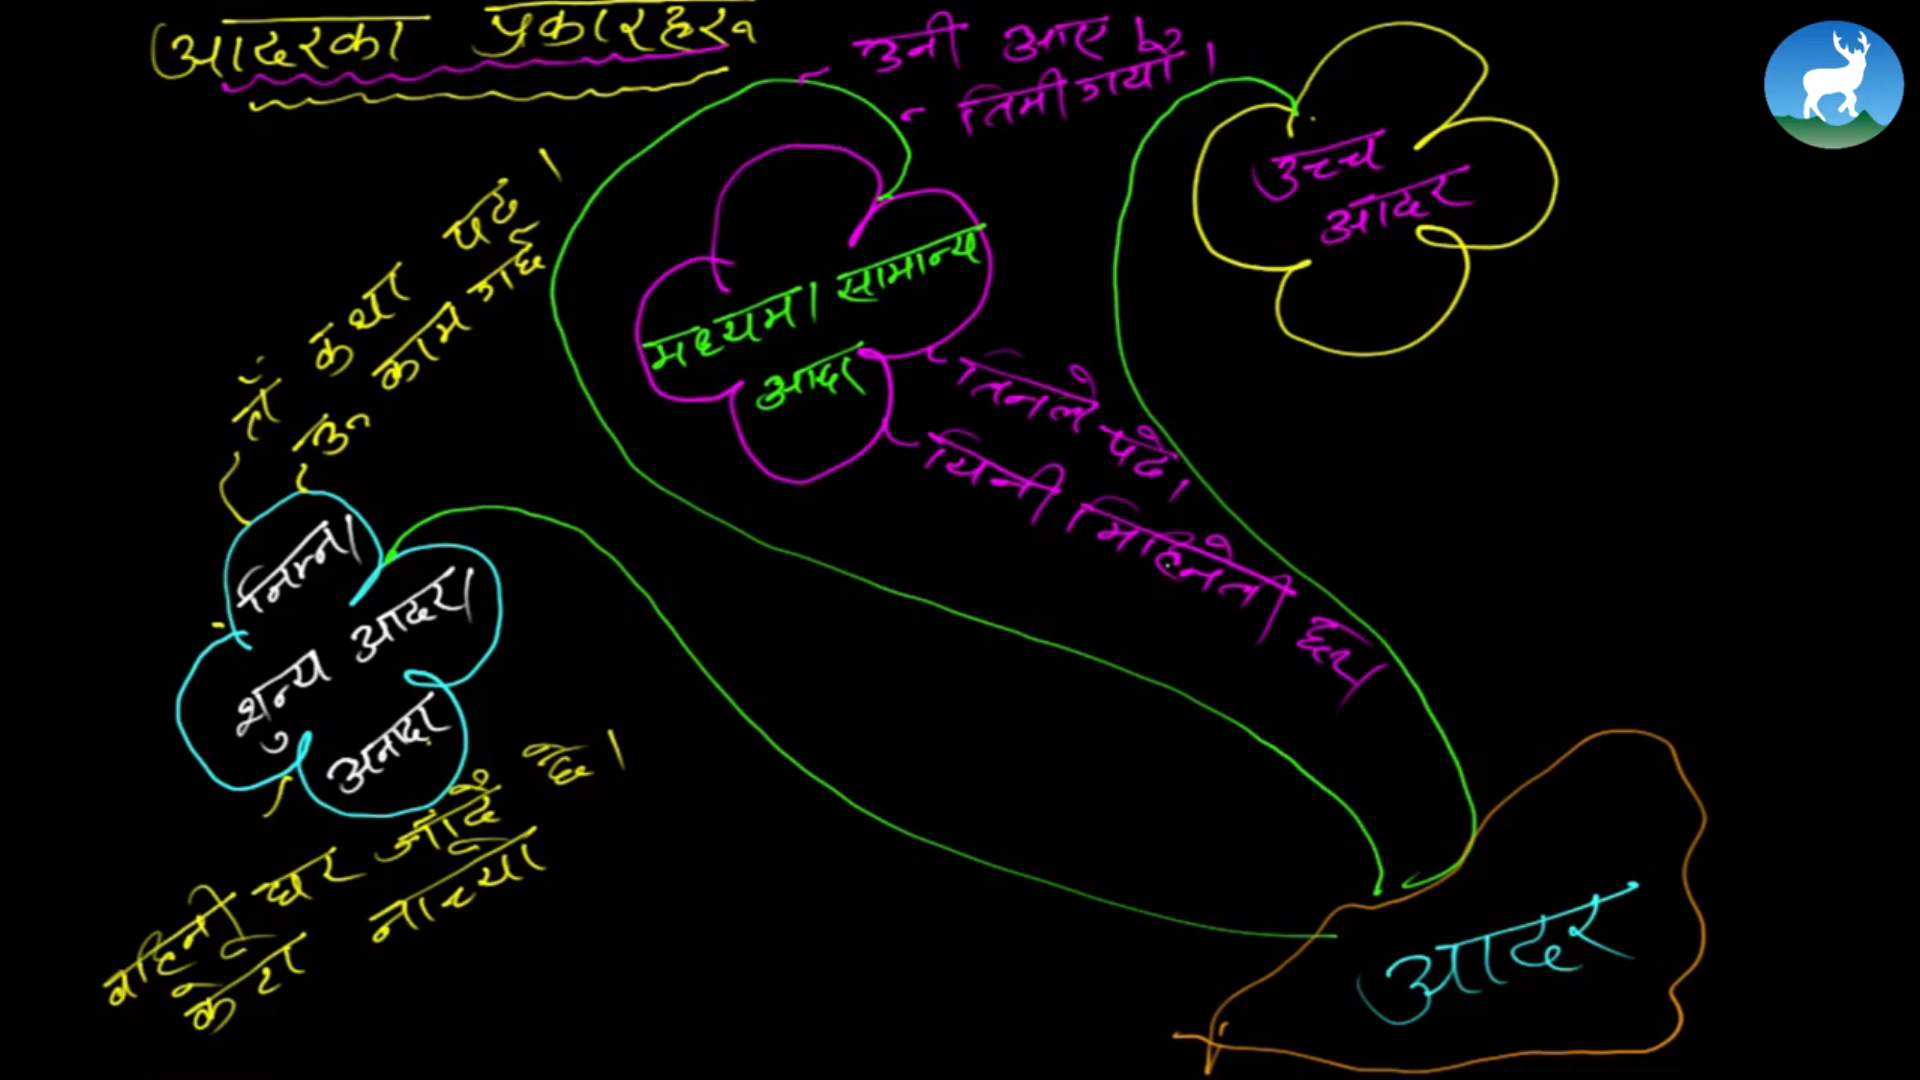 आदरका प्रकारहरू
उनी आए ।
तिमी गयौ ।
उच्च
आदर
तँ कथा पढ ।
ऊ काम गर्छ
मध्यम। सामान्य
आदर
तिनले पढे ।
यिनी मिहिनेती छन्।
निम्न।
शून्य आदर।
अनादर
बहिनी घर जाँदै छ।
केटा नाच्यो
आदर